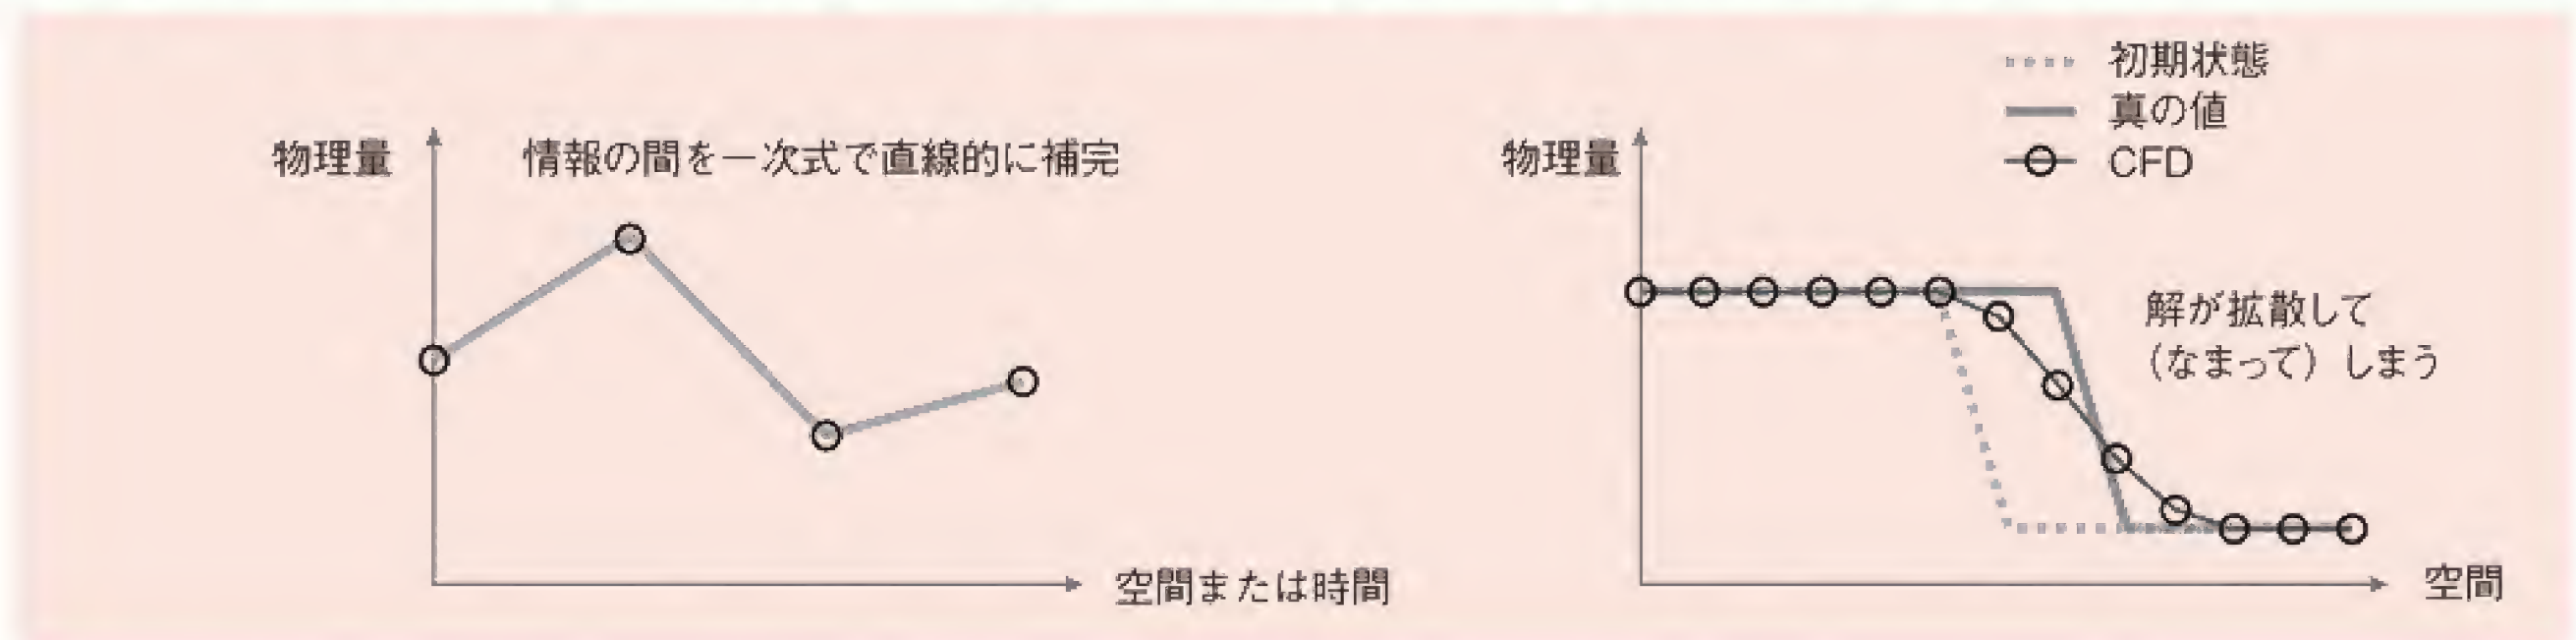 物理量
情報の間を一次式で直線的に補完
空間または時間
初期状態
真の値
CFD
物理量
解が拡散して
（なまって）しまう
空間